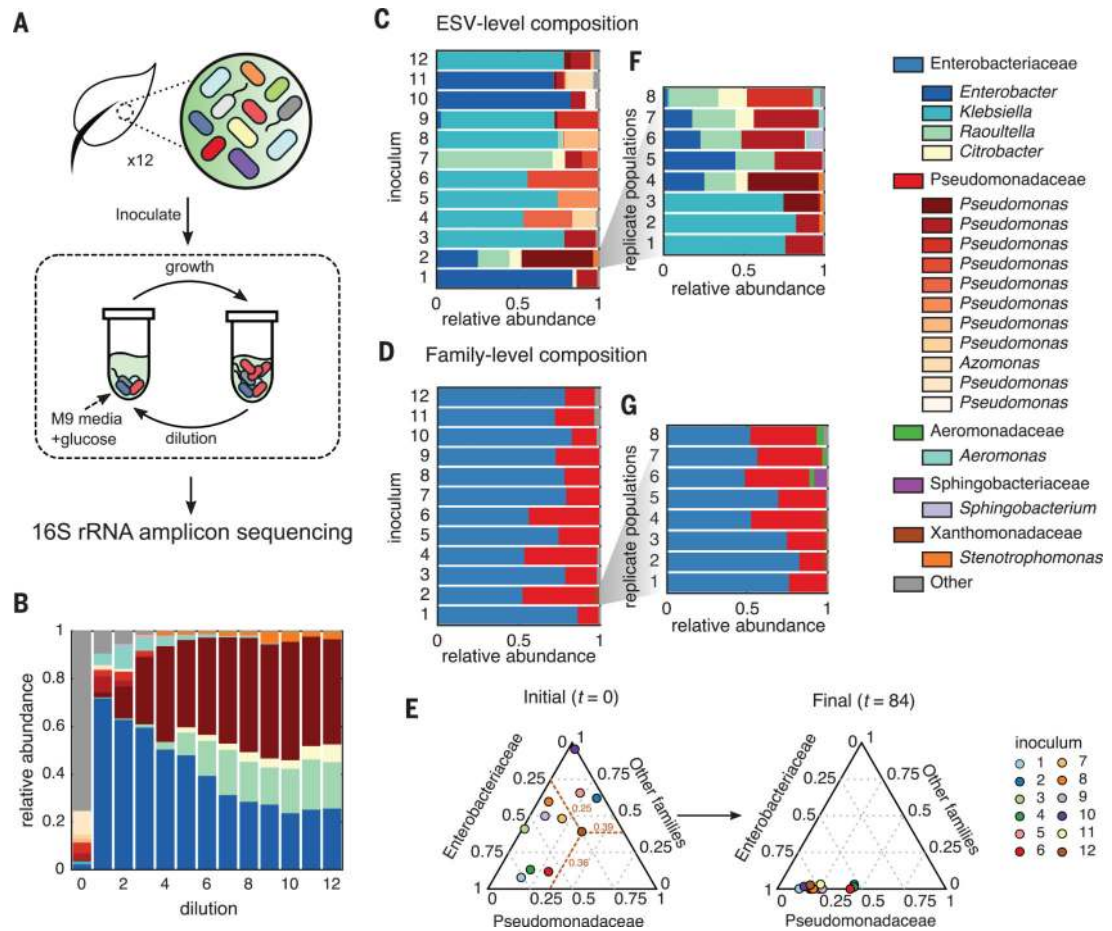 A
x12
Inoculate
growth
M9 media
+glucose
dilution
16S rRNA amplicon sequencing
B
relative abundance
1
0.8
0.6
0.4
0.2
0
0 2 4 6 8 10 12
dilution
C ESV-level composition
inoculum
12
11
10
9
8
7
6
5
4
3
2
1
0 0.5 1
relative abundance
F
replicate populations
8
7
6
5
4
3
2
1
0 0.5 1
relative abundance
D Family-level composition
inoculum
12
11
10
9
8
7
6
5
4
3
2
1
0 0.5 1
relative abundance
G
replicate populations
8
7
6
5
4
3
2
1
0 0.5 1
relative abundance
Enterobacteriaceae
Enterobacter
Klebsiella
Raoultella
Citrobacter
Pseudomonadaceae
Pseudomonas
Pseudomonas
Pseudomonas
Pseudomonas
Pseudomonas
Pseudomonas
Pseudomonas
Pseudomonas
Azomonas
Pseudomonas
Pseudomonas
Aeromonadaceae
Aeromonas
Sphingobacteriaceae
Sphingobacterium
Xanthomonadaceae
Stenotrophomonas
Other
E
Initial (t = 0)
Enterobacteriaceae
0
0.25
0.5
0.75
1
Other families
1
0.75
0.5
0.25
0
0 0.25 0.5 0.75 1
Pseudomonadaceae
0.25
0.39
0.36
Final (t = 84)
Enterobacteriaceae
0
0.25
0.5
0.75
1
Other families
1
0.75
0.5
0.25
0
0 0.25 0.5 0.75 1
Pseudomonadaceae
inoculum
1 7
2 8
3 9
4 10
5 11
6 12